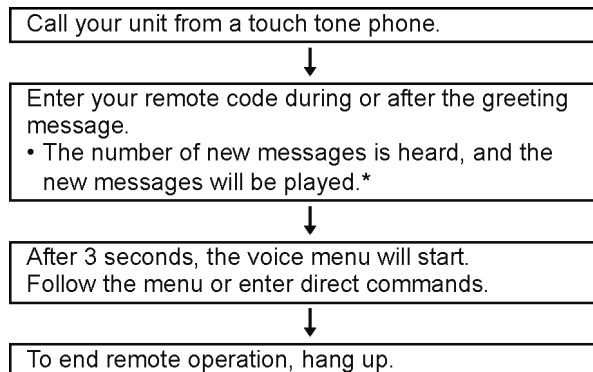 Call your unit from a touch tone phone.
Enter your remote code during or after the greeting
message.
• The number of new messages is heard, and the
new messages will be played.*
After 3 seconds, the voice menu will start.
Follow the menu or enter direct commands.
To end remote operation, hang up.